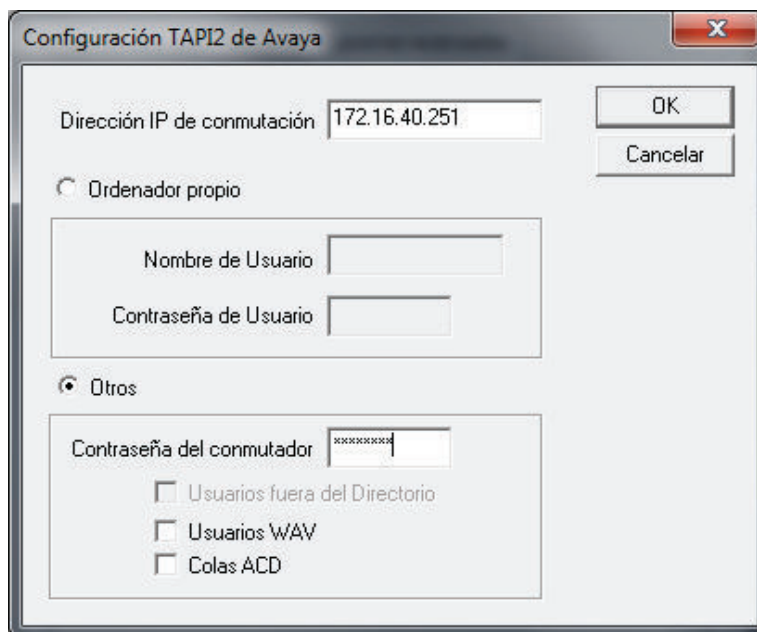 Configuración TAPI2 de Avaya
Dirección IP de conmutación 172.16.40.251
OK
Cancelar
Ordenador propio
Nombre de Usuario
Contraseña de Usuario
Otros
Contraseña del conmutador ********
Usuarios fuera del Directorio
Usuarios WAV
Colas ACD